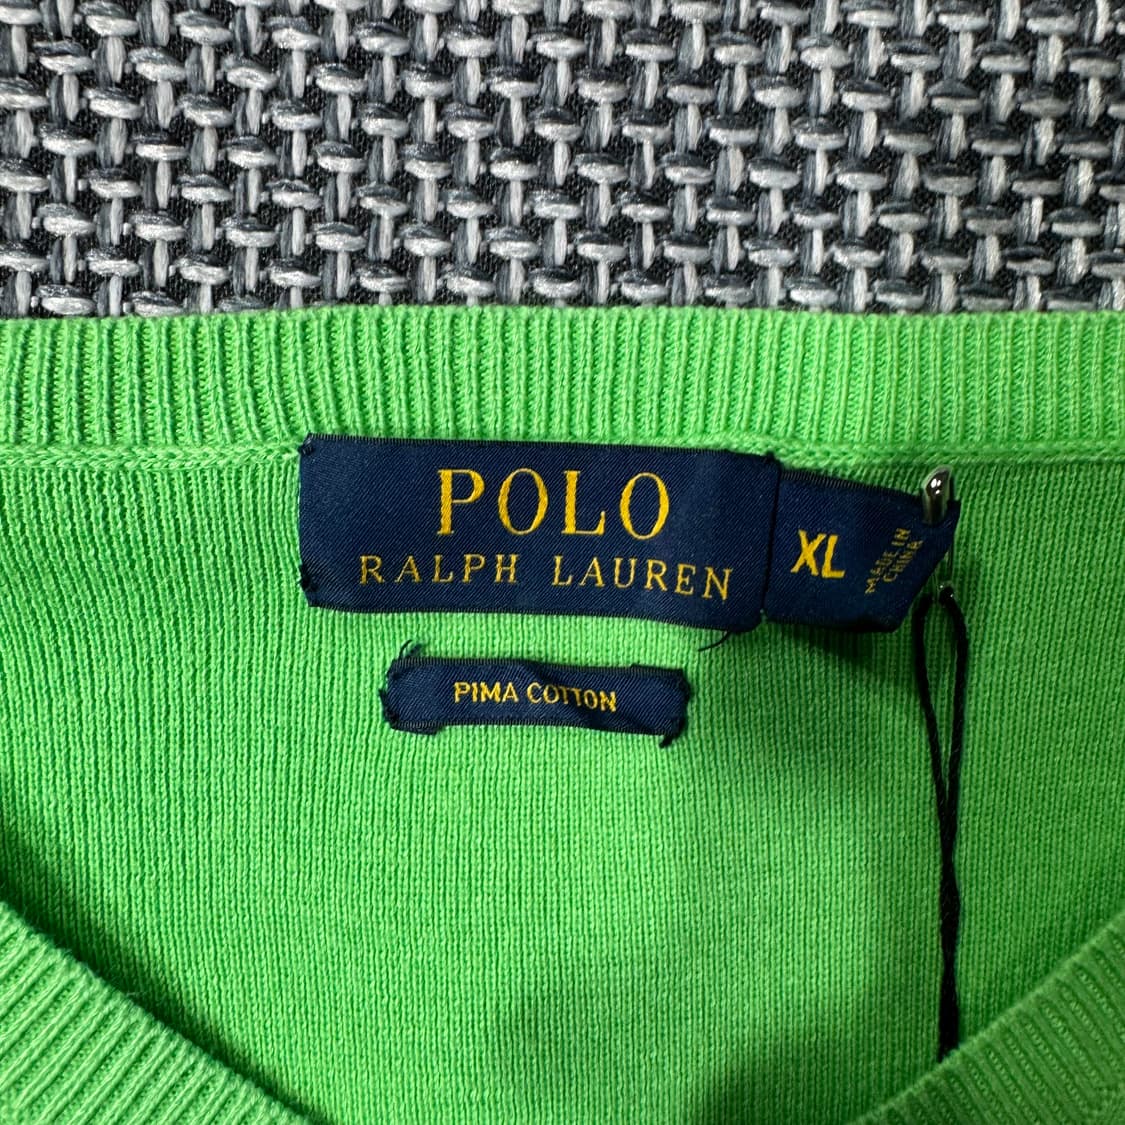 POLO
RALPH LAUREN
XL
MADE IN
CHINA
PIMA COTTON